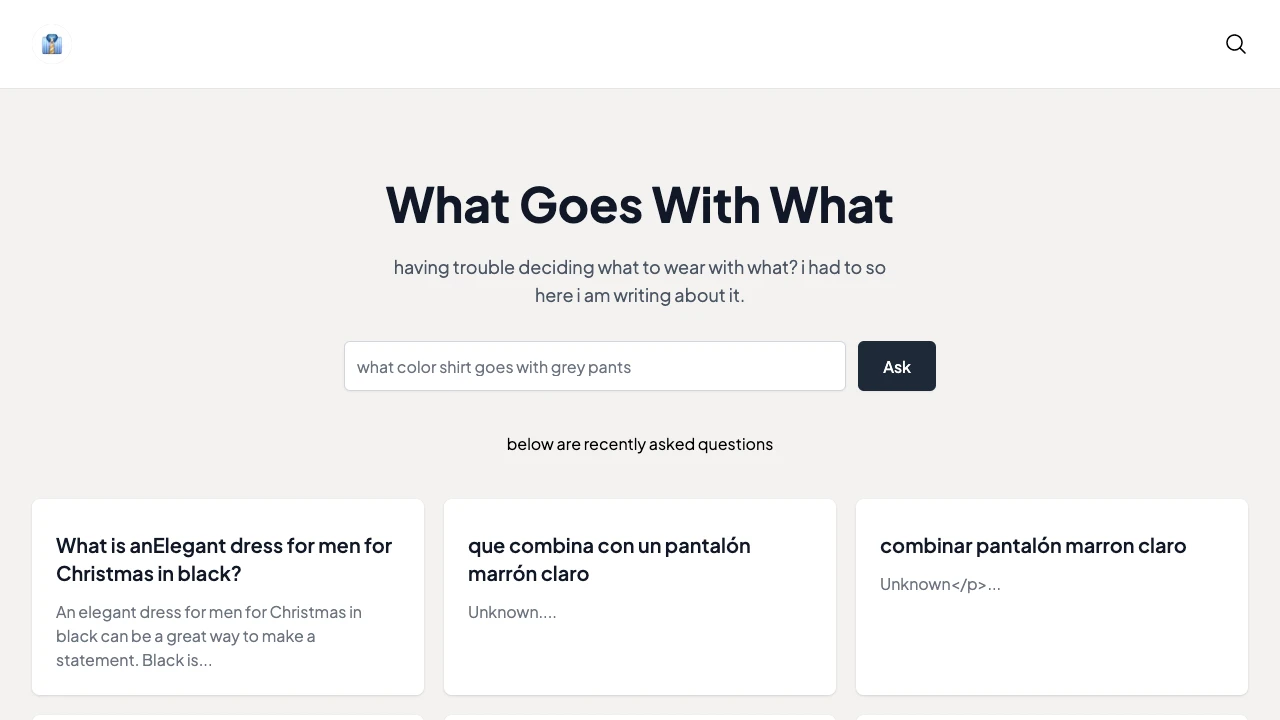 What Goes With What
having trouble deciding what to wear with what? i had to so
here i am writing about it.
what color shirt goes with grey pants
Ask
below are recently asked questions
What is anElegant dress for men for
Christmas in black?
An elegant dress for men for Christmas in
black can be a great way to make a
statement. Black is...
que combina con un pantalón
marrón claro
Unknown....
combinar pantalón marron claro
Unknown</p>...